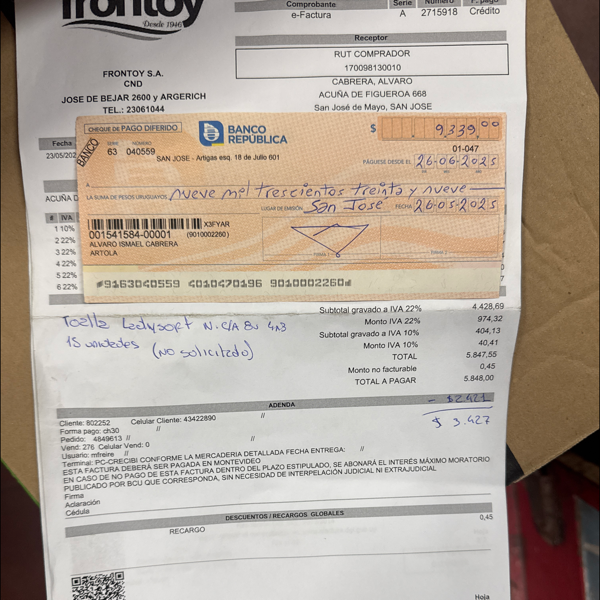 frontoy
Desde 1946
Comprobante Serie Número F. pago
e-Factura A 2715918 Crédito
Receptor
RUT COMPRADOR
170098130010
CABRERA, ALVARO
ACUÑA DE FIGUEROA 668
San José de Mayo, SAN JOSE
FRONTOY S.A.
CND
JOSE DE BEJAR 2600 y ARGERICH
TEL.: 23061044
Fecha
23/05/202
ACUÑA D
CHEQUE DE PAGO DIFERIDO
BANCO
SERIE NÚMERO
63 040559
BANCO REPÚBLICA
SAN JOSE - Artigas esq. 18 de Julio 601
$ 9,339,00
01-047
PÁGUESE DESDE EL 26-06-2025
A
LA SUMA DE PESOS URUGUAYOS nueve mil trescientos treinta y nueve
LUGAR DE EMISIÓN San José FECHA 26-05-2025
X3FYAR
001541584-00001 (9010002260)
ALVARO ISMAEL CABRERA
ARTOLA
FIRMA 1
#9163040559 4010470196 9010002260
# IVA
1 10%
2 22%
3 22%
4 22%
5 22%
6 22%
Toalla Ladysoft N. C/A 8u 4x3
15 unidades (no solicitado)
Subtotal gravado a IVA 22% 4.428,69
Monto IVA 22% 974,32
Subtotal gravado a IVA 10% 404,13
Monto IVA 10% 40,41
TOTAL 5.847,55
Monto no facturable 0,45
TOTAL A PAGAR 5.848,00
- $2421
$ 3.427
ADENDA
Cliente: 802252 Celular Cliente: 43422890 //
Forma pago: ch30 //
Pedido: 4849613 // //
Vend: 276 Celular Vend: 0
Usuario: mfreire // //
Terminal: PC-CRECIBI CONFORME LA MERCADERIA DETALLADA FECHA ENTREGA: //
ESTA FACTURA DEBERÁ SER PAGADA EN MONTEVIDEO
EN CASO DE NO PAGO DE ESTA FACTURA DENTRO DEL PLAZO ESTIPULADO, SE ABONARÁ EL INTERÉS MÁXIMO MORATORIO
PUBLICADO POR BCU QUE CORRESPONDA, SIN NECESIDAD DE INTERPELACIÓN JUDICIAL NI EXTRAJUDICIAL
Firma
Aclaración
Cédula
DESCUENTOS / RECARGOS GLOBALES
RECARGO 0,45
Hoja